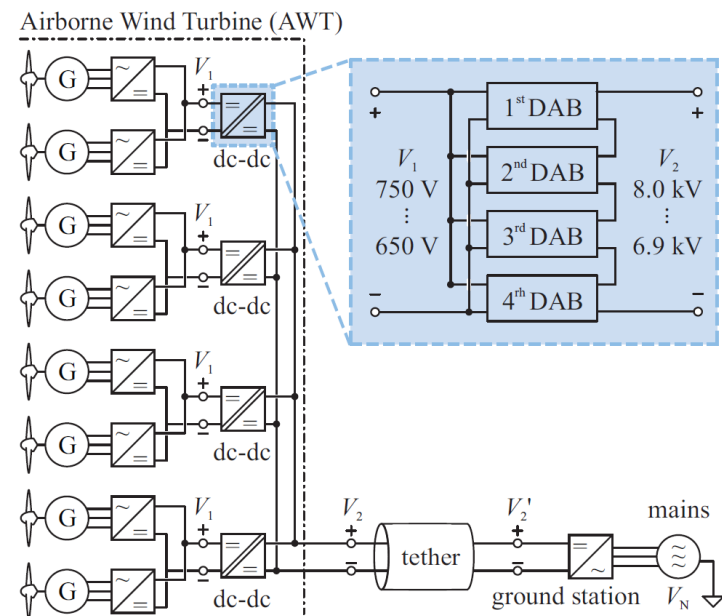 Airborne Wind Turbine (AWT)
G
~
=
V1
+
−
=
=
dc-dc
G
~
=
G
~
=
V1
+
−
=
=
dc-dc
G
~
=
G
~
=
V1
+
−
=
=
dc-dc
G
~
=
G
~
=
V1
+
−
=
=
dc-dc
G
~
=
+
−
V1
750 V
⋮
650 V
1st DAB
2nd DAB
3rd DAB
4rh DAB
+
−
V2
8.0 kV
⋮
6.9 kV
V2
+
−
tether
V2'
+
−
=
~
ground station
mains
≈
VN